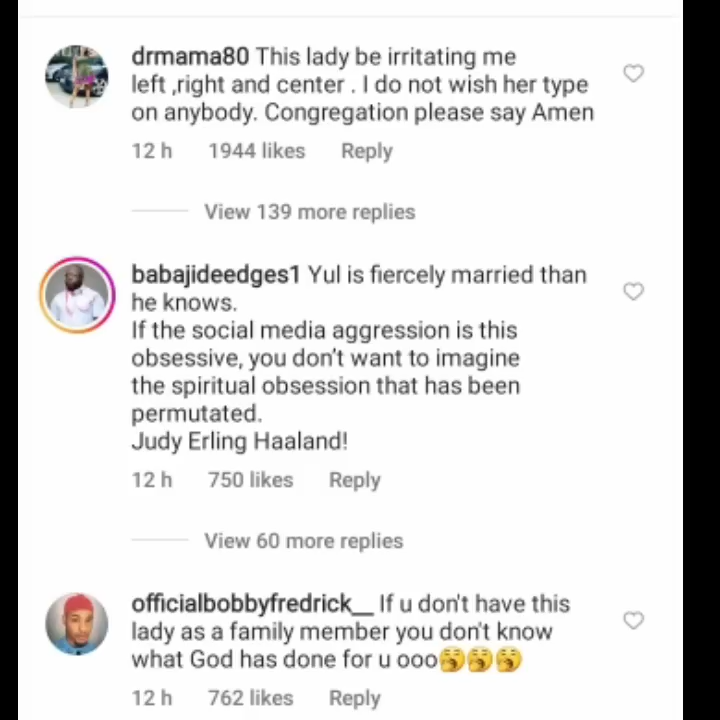 drmama80 This lady be irritating me
left ,right and center . I do not wish her type
on anybody. Congregation please say Amen
12 h 1944 likes Reply
View 139 more replies
babajideedges1 Yul is fiercely married than
he knows.
If the social media aggression is this
obsessive, you don't want to imagine
the spiritual obsession that has been
permutated.
Judy Erling Haaland!
12 h 750 likes Reply
View 60 more replies
officialbobbyfredrick__ If u don't have this
lady as a family member you don't know
what God has done for u ooo🥱🥱🥱
12 h 762 likes Reply